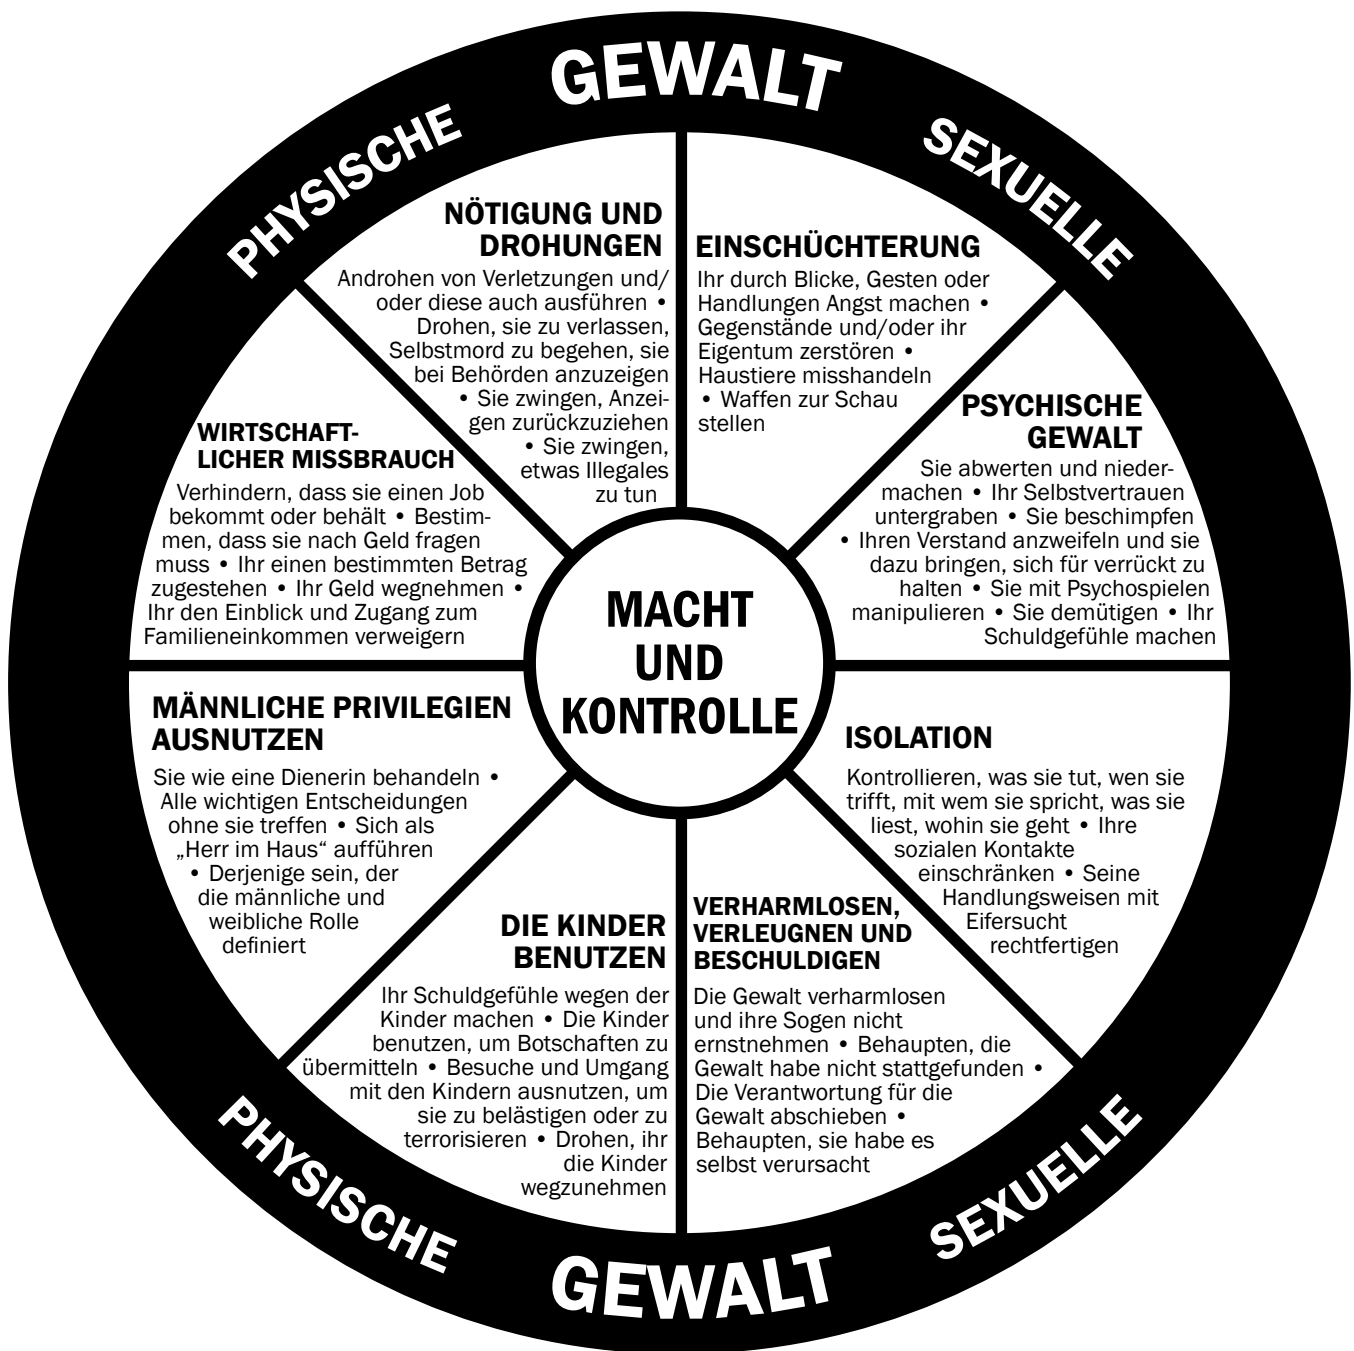 GEWALT
PHYSISCHE
SEXUELLE
NÖTIGUNG UND
DROHUNGEN
Androhen von Verletzungen und/
oder diese auch ausführen •
Drohen, sie zu verlassen,
Selbstmord zu begehen, sie
bei Behörden anzuzeigen
• Sie zwingen, Anzei-
gen zurückzuziehen
• Sie zwingen,
etwas Illegales
zu tun
EINSCHÜCHTERUNG
Ihr durch Blicke, Gesten oder
Handlungen Angst machen •
Gegenstände und/oder ihr
Eigentum zerstören •
Haustiere misshandeln
• Waffen zur Schau
stellen
PSYCHISCHE
GEWALT
Sie abwerten und nieder-
machen • Ihr Selbstvertrauen
untergraben • Sie beschimpfen
• Ihren Verstand anzweifeln und sie
dazu bringen, sich für verrückt zu
halten • Sie mit Psychospielen
manipulieren • Sie demütigen • Ihr
Schuldgefühle machen
WIRTSCHAFT-
LICHER MISSBRAUCH
Verhindern, dass sie einen Job
bekommt oder behält • Bestim-
men, dass sie nach Geld fragen
muss • Ihr einen bestimmten Betrag
zugestehen • Ihr Geld wegnehmen •
Ihr den Einblick und Zugang zum
Familieneinkommen verweigern
MACHT
UND
KONTROLLE
MÄNNLICHE PRIVILEGIEN
AUSNUTZEN
Sie wie eine Dienerin behandeln •
Alle wichtigen Entscheidungen
ohne sie treffen • Sich als
„Herr im Haus“ aufführen
• Derjenige sein, der
die männliche und
weibliche Rolle
definiert
ISOLATION
Kontrollieren, was sie tut, wen sie
trifft, mit wem sie spricht, was sie
liest, wohin sie geht • Ihre
sozialen Kontakte
einschränken • Seine
Handlungsweisen mit
Eifersucht
rechtfertigen
DIE KINDER
BENUTZEN
Ihr Schuldgefühle wegen der
Kinder machen • Die Kinder
benutzen, um Botschaften zu
übermitteln • Besuche und Umgang
mit den Kindern ausnutzen, um
sie zu belästigen oder zu
terrorisieren • Drohen, ihr
die Kinder
wegzunehmen
VERHARMLOSEN,
VERLEUGNEN UND
BESCHULDIGEN
Die Gewalt verharmlosen
und ihre Sogen nicht
ernstnehmen • Behaupten, die
Gewalt habe nicht stattgefunden •
Die Verantwortung für die
Gewalt abschieben •
Behaupten, sie habe es
selbst verursacht
PHYSISCHE
SEXUELLE
GEWALT